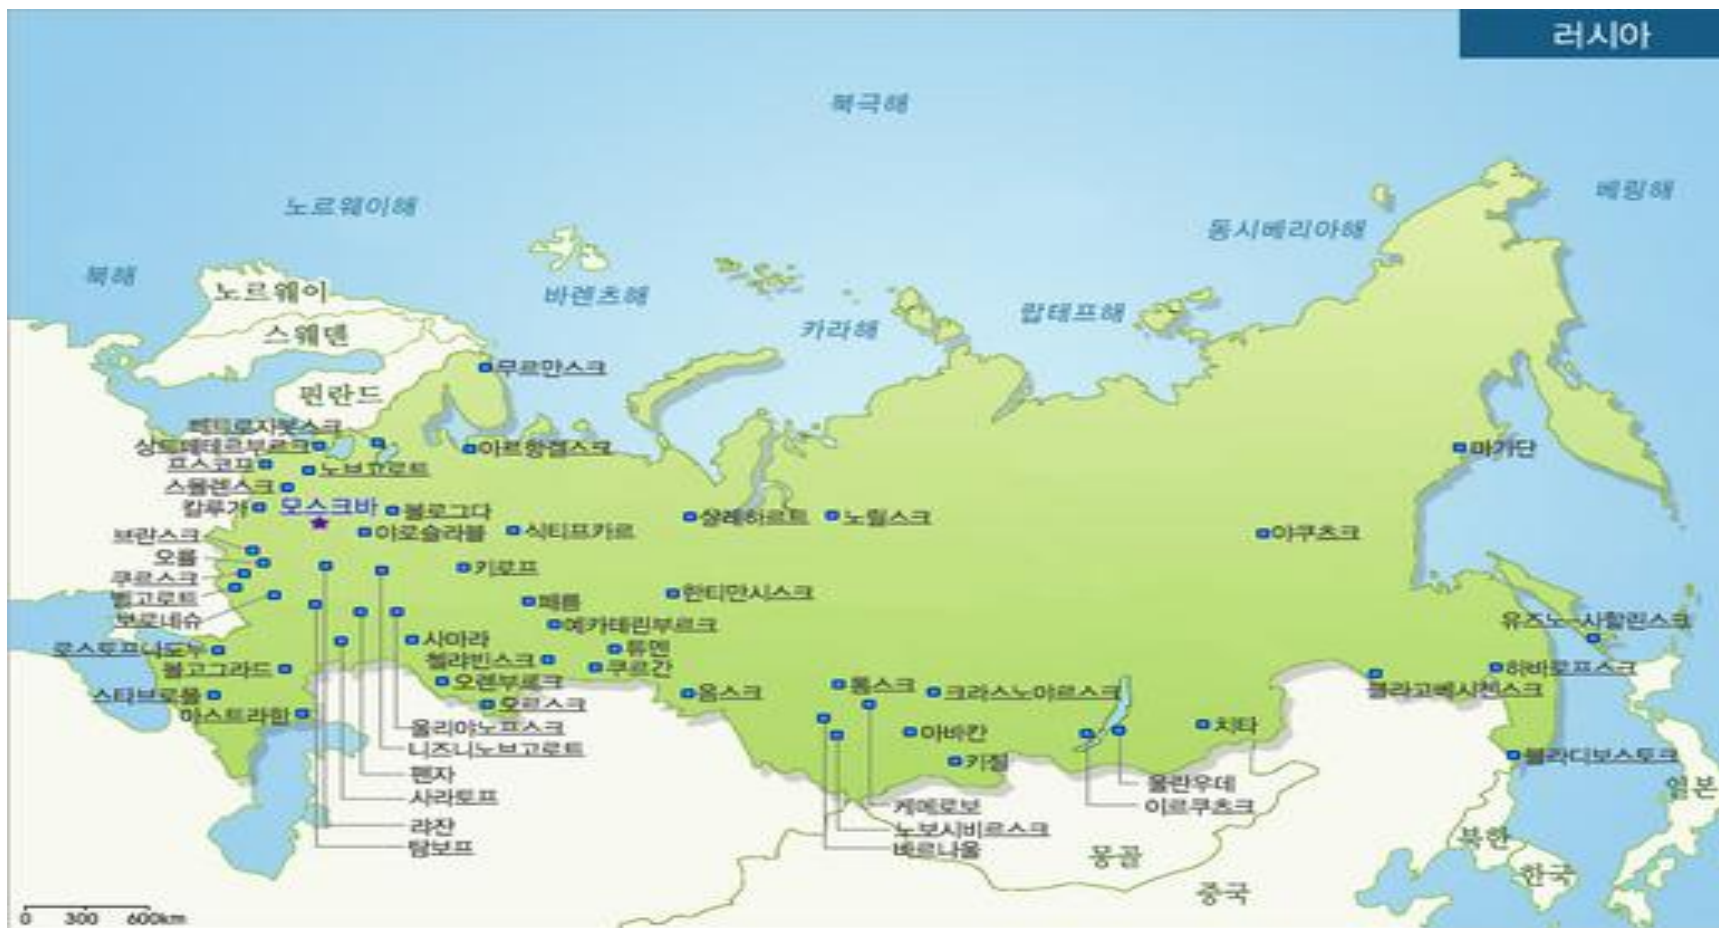 러시아
북극해
베링해
노르웨이해
동시베리아해
북해
노르웨이
바렌츠해
랍테프해
카라해
스웨덴
무르만스크
핀란드
페트로자봇스크
상트페테르부르크
아르항겔스크
마가단
프스코프
노브고로트
스몰렌스크
칼루가
모스크바
볼로그다
살레하르트
노릴스크
야로슬라블
식티프카르
야쿠츠크
브란스크
오룔
키로프
쿠르스크
벨고로트
한티만시스크
페름
보로네슈
예카테린부르크
유즈노-사할린스크
사마라
로스토프나도누
튜멘
첼랴빈스크
쿠르간
하바로프스크
볼고그라드
오렌부르크
옴스크
톰스크
크라스노야르스크
블라고베시첸스크
스타브로폴
오르스크
아스트라한
울리야노프스크
아바칸
치타
니즈니노브고로트
키질
블라디보스토크
펜자
울란우데
일본
사라토프
케메로보
이르쿠츠크
랴잔
노보시비르스크
탐보프
바르나울
몽골
북한
한국
중국
0 300 600km